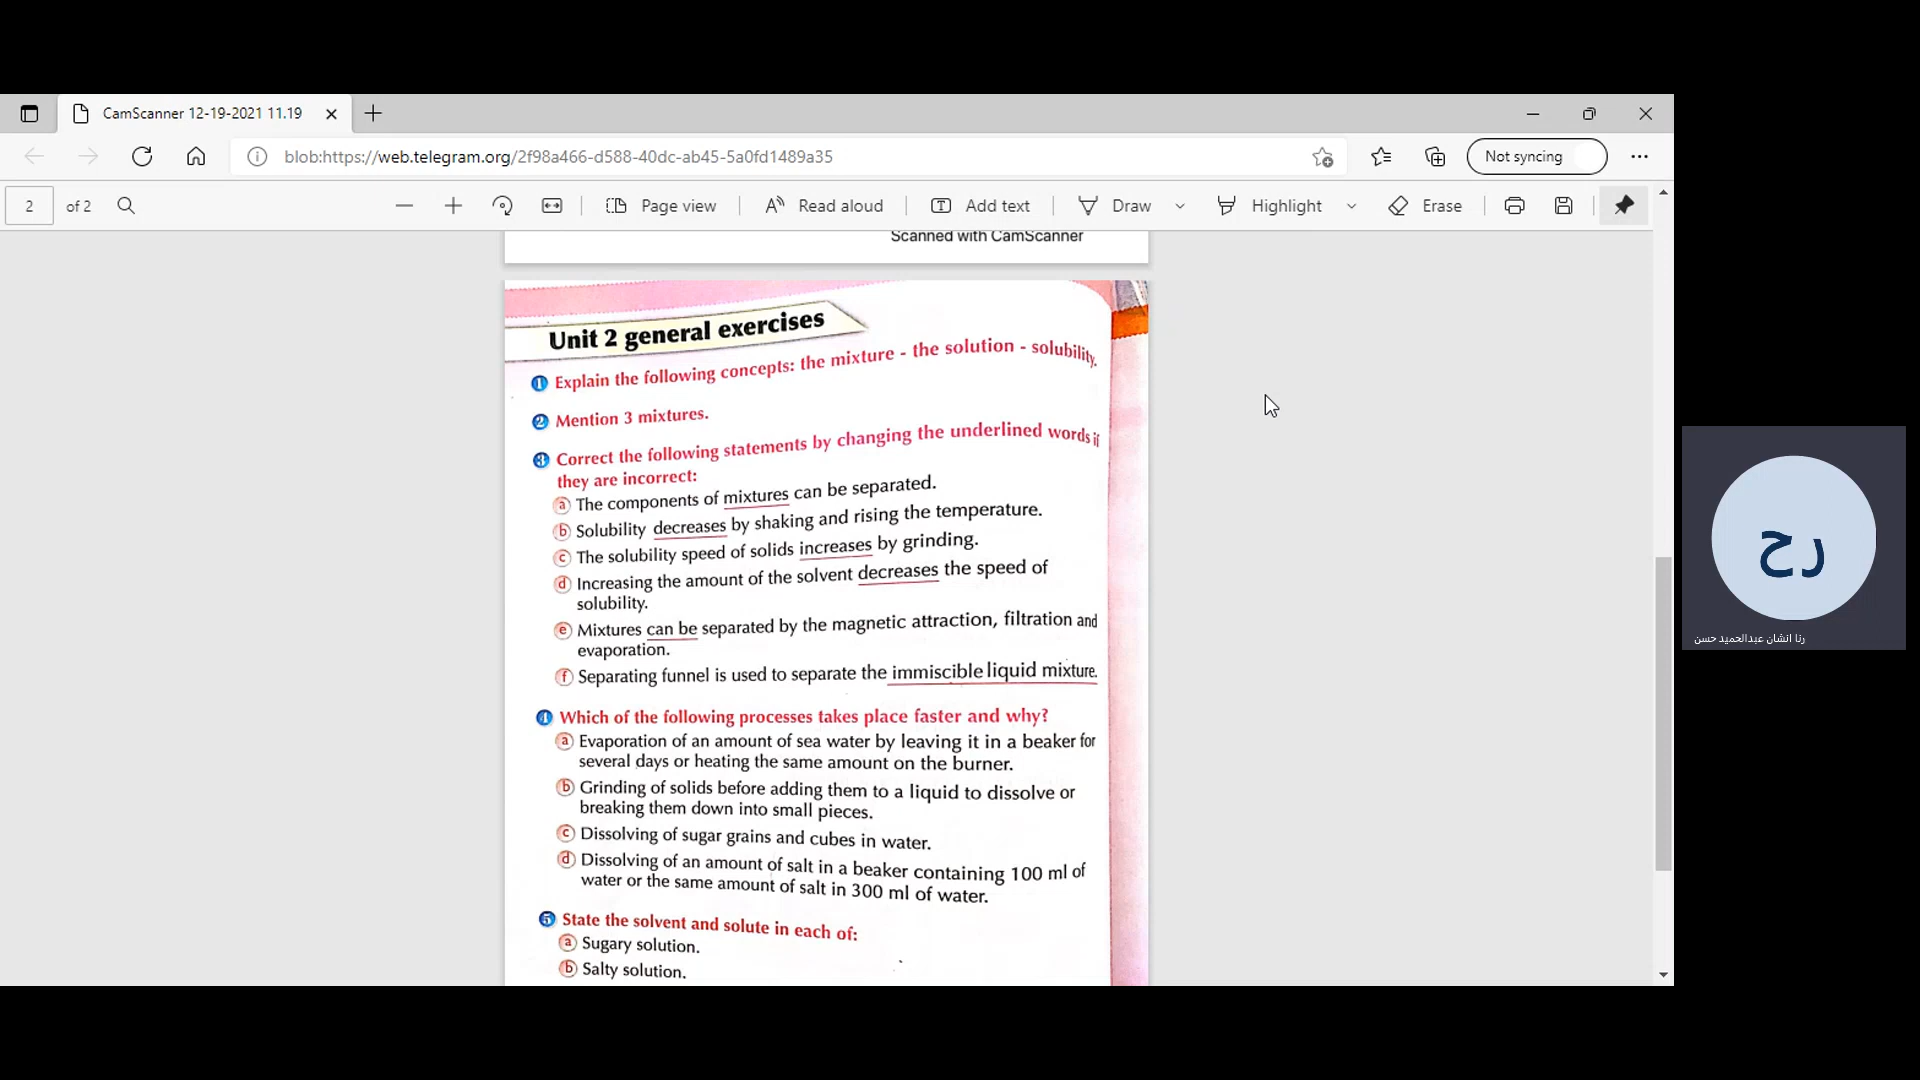 CamScanner 12-19-2021 11.19
blob:https://web.telegram.org/2f98a466-d588-40dc-ab45-5a0fd1489a35
Not syncing
2 of 2
Page view
Read aloud
Add text
Draw
Highlight
Erase
Scanned with CamScanner
Unit 2 general exercises
1 Explain the following concepts: the mixture - the solution - solubility.
2 Mention 3 mixtures.
3 Correct the following statements by changing the underlined words if
they are incorrect:
a The components of mixtures can be separated.
b Solubility decreases by shaking and rising the temperature.
c The solubility speed of solids increases by grinding.
d Increasing the amount of the solvent decreases the speed of
solubility.
e Mixtures can be separated by the magnetic attraction, filtration and
evaporation.
f Separating funnel is used to separate the immiscible liquid mixture.
4 Which of the following processes takes place faster and why?
a Evaporation of an amount of sea water by leaving it in a beaker for
several days or heating the same amount on the burner.
b Grinding of solids before adding them to a liquid to dissolve or
breaking them down into small pieces.
c Dissolving of sugar grains and cubes in water.
d Dissolving of an amount of salt in a beaker containing 100 ml of
water or the same amount of salt in 300 ml of water.
5 State the solvent and solute in each of:
a Sugary solution.
b Salty solution.
رح
رنا انشان عبدالحميد حسن